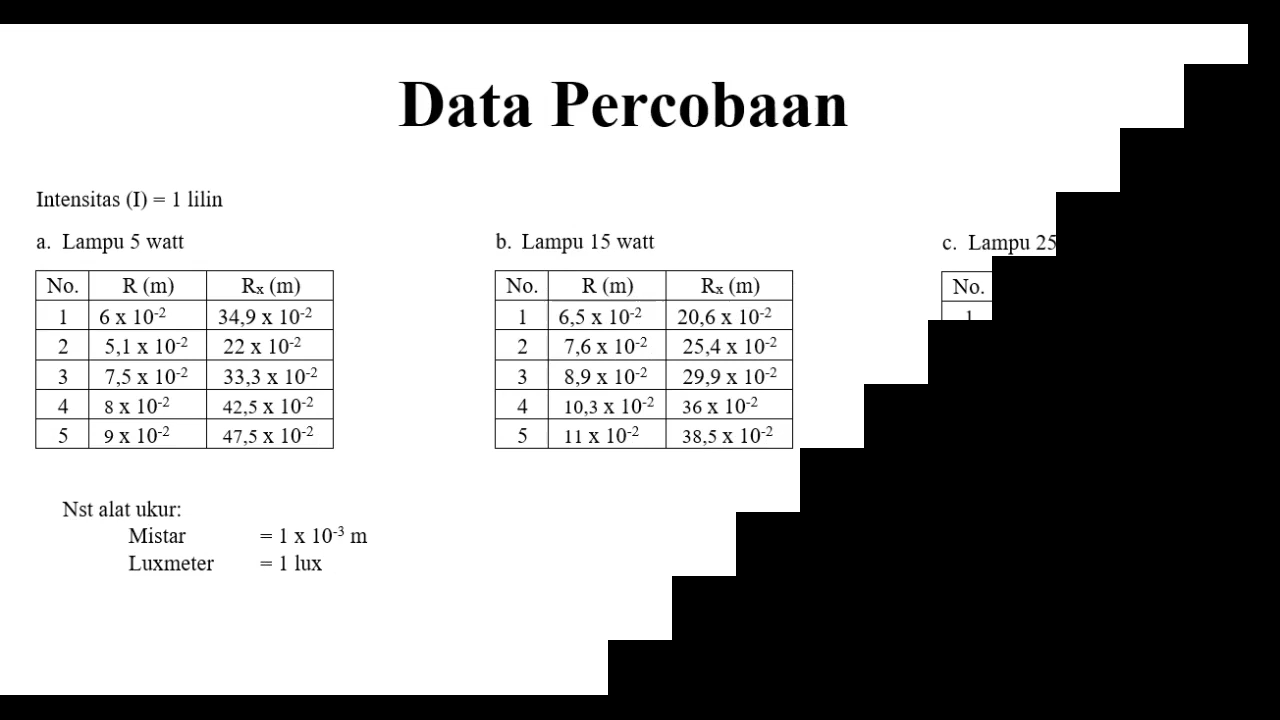 Data Percobaan
Intensitas (I) = 1 lilin
a. Lampu 5 watt
No. R (m) Rₓ (m)
1 6 x 10⁻² 34,9 x 10⁻²
2 5,1 x 10⁻² 22 x 10⁻²
3 7,5 x 10⁻² 33,3 x 10⁻²
4 8 x 10⁻² 42,5 x 10⁻²
5 9 x 10⁻² 47,5 x 10⁻²
Nst alat ukur:
Mistar = 1 x 10⁻³ m
Luxmeter = 1 lux
b. Lampu 15 watt
No. R (m) Rₓ (m)
1 6,5 x 10⁻² 20,6 x 10⁻²
2 7,6 x 10⁻² 25,4 x 10⁻²
3 8,9 x 10⁻² 29,9 x 10⁻²
4 10,3 x 10⁻² 36 x 10⁻²
5 11 x 10⁻² 38,5 x 10⁻²
c. Lampu 25
No.
1